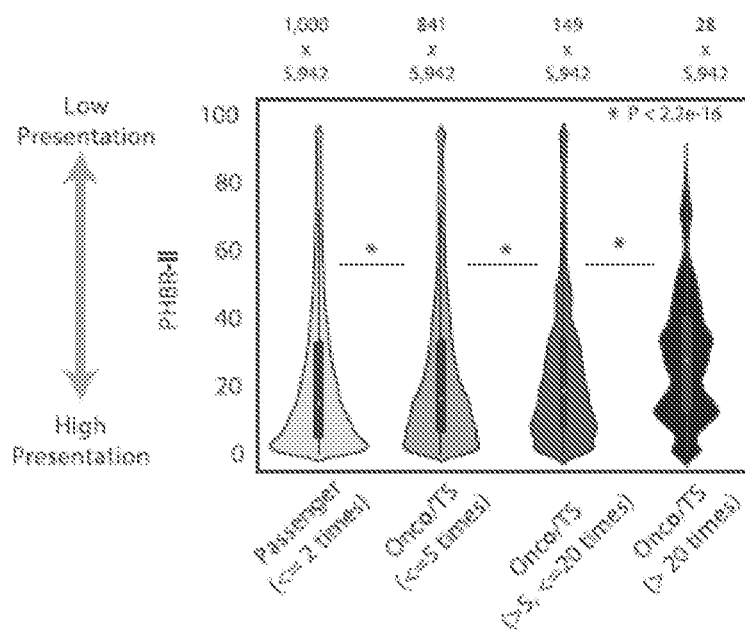 1,000 841 149 28
x x x x
5,942 5,942 5,942 5,942
Low
Presentation
High
Presentation
PHBR-II
100
80
60
40
20
0
* P < 2.2e-16
* * *
Passenger
(<= 2 times)
Onco/TS
(<=5 times)
Onco/TS
(>5, <=20 times)
Onco/TS
(> 20 times)